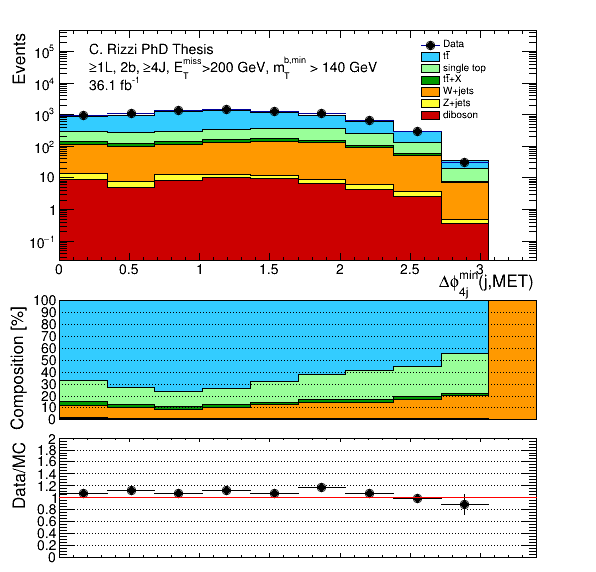 Events
10⁵
10⁴
10³
10²
10
1
10⁻¹
C. Rizzi PhD Thesis
≥1L, 2b, ≥4J, E_T^miss>200 GeV, m_T^b,min > 140 GeV
36.1 fb⁻¹
Data
tt̄
single top
tt̄+X
W+jets
Z+jets
diboson
0 0.5 1 1.5 2 2.5 3
Δϕ_4j^min(j,MET)
Composition [%]
100
90
80
70
60
50
40
30
20
10
0
Data/MC
2
1.8
1.6
1.4
1.2
1
0.8
0.6
0.4
0.2
0